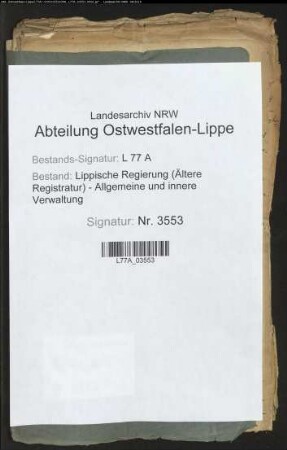 Landesarchiv NRW
Abteilung Ostwestfalen-Lippe
Bestands-Signatur: L 77 A
Bestand: Lippische Regierung (Ältere
Registratur) - Allgemeine und innere
Verwaltung
Signatur: Nr. 3553
L77A_03553